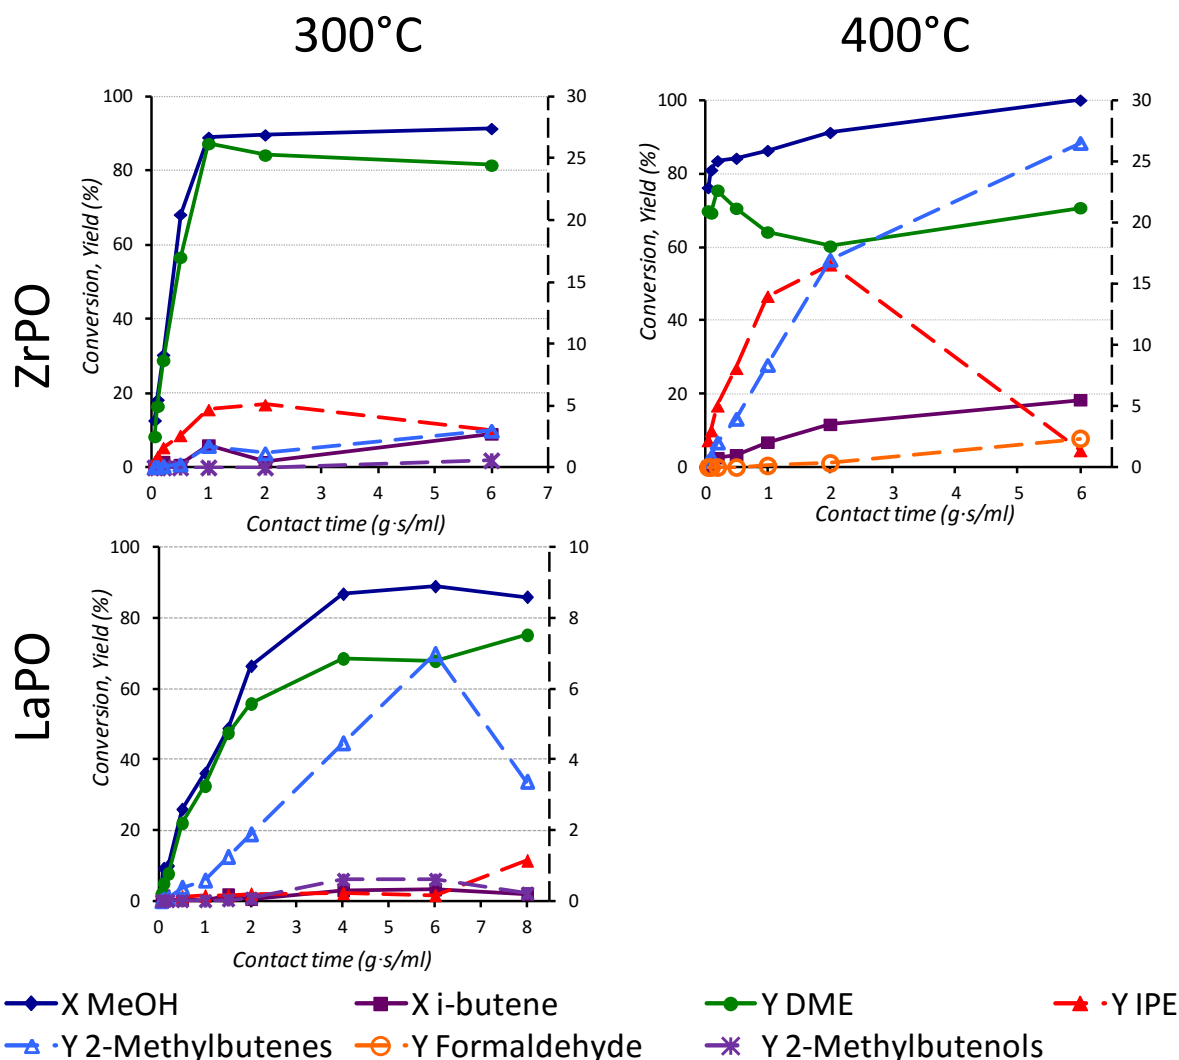 300°C 400°C
ZrPO
Conversion, Yield (%)
100
80
60
40
20
0
30
25
20
15
10
5
0
0 1 2 3 4 5 6 7
Contact time (g·s/ml)
Conversion, Yield (%)
100
80
60
40
20
0
30
25
20
15
10
5
0
0 1 2 3 4 5 6
Contact time (g·s/ml)
LaPO
Conversion, Yield (%)
100
80
60
40
20
0
10
8
6
4
2
0
0 1 2 3 4 5 6 7 8
Contact time (g·s/ml)
X MeOH X i-butene Y DME Y IPE
Y 2-Methylbutenes Y Formaldehyde Y 2-Methylbutenols